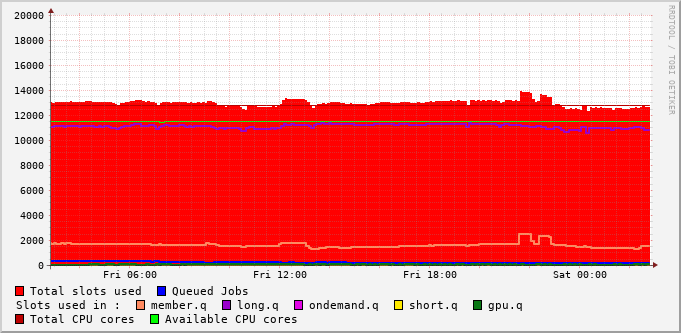 20000
18000
16000
14000
12000
10000
8000
6000
4000
2000
0
Fri 06:00 Fri 12:00 Fri 18:00 Sat 00:00
RRDTOOL / TOBI OETIKER
Total slots used Queued Jobs
Slots used in : member.q long.q ondemand.q short.q gpu.q
Total CPU cores Available CPU cores